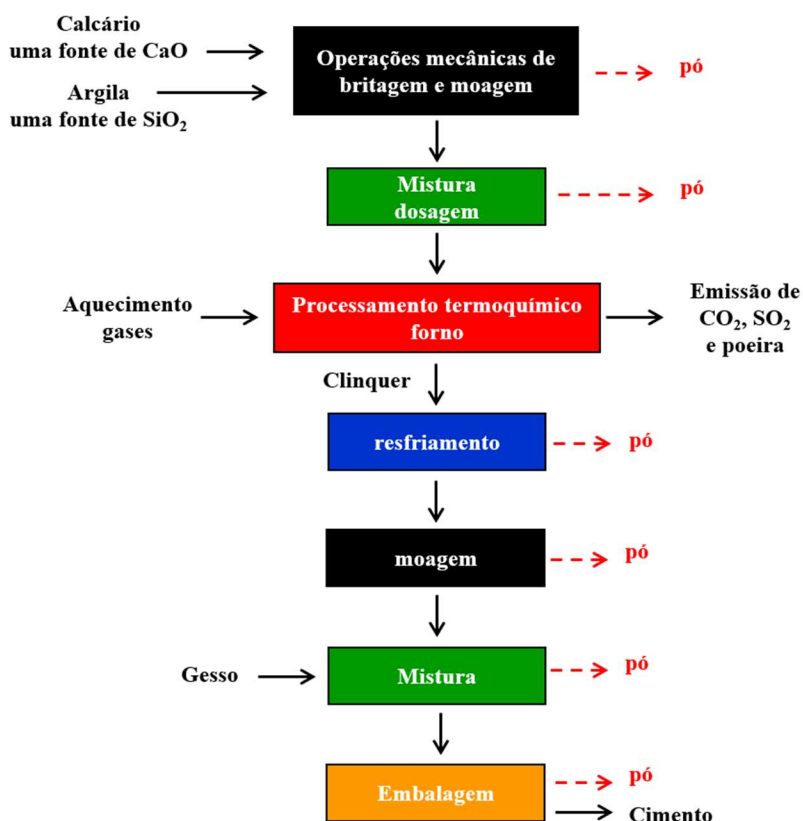 Calcário
uma fonte de CaO
Argila
uma fonte de SiO₂
Operações mecânicas de
britagem e moagem
pó
Mistura
dosagem
pó
Aquecimento
gases
Processamento termoquímico
forno
Emissão de
CO₂, SO₂
e poeira
Clinquer
resfriamento
pó
moagem
pó
Gesso
Mistura
pó
Embalagem
pó
Cimento